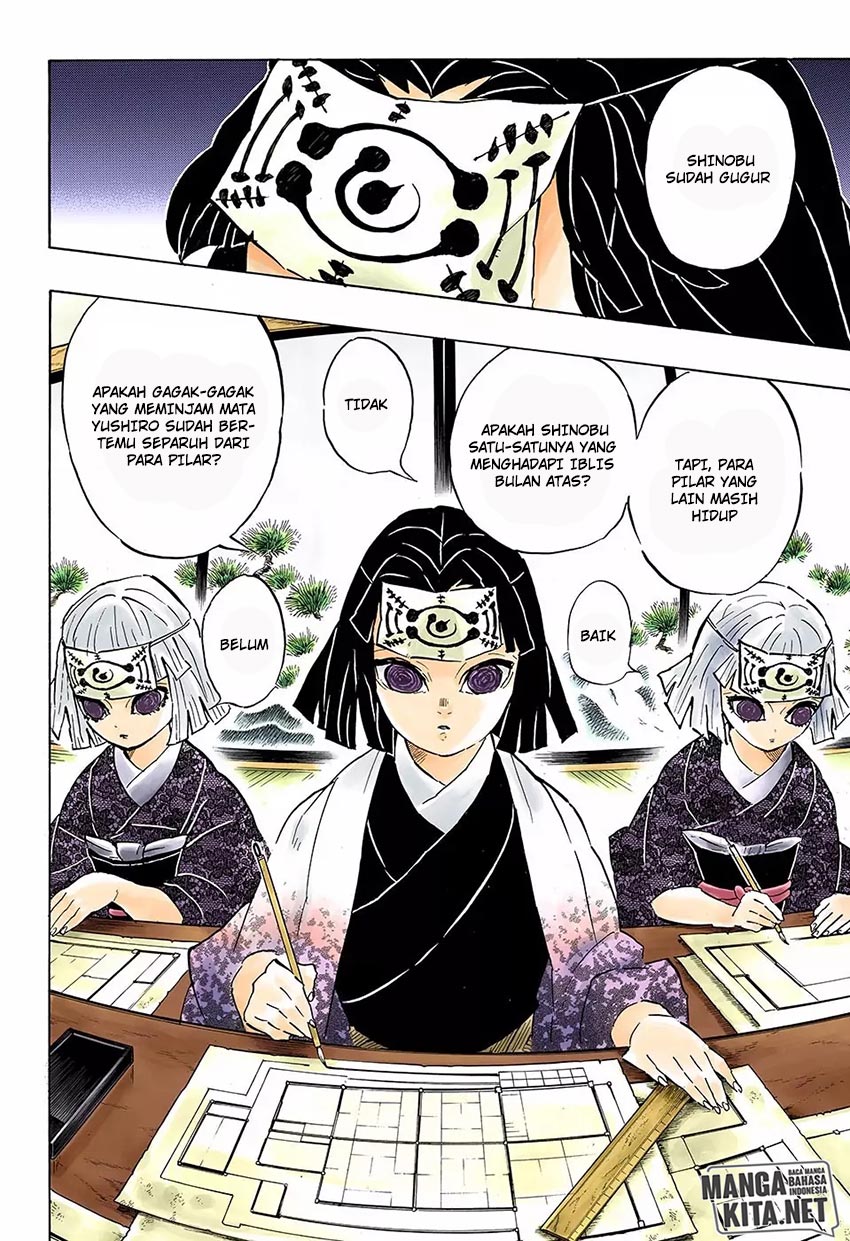 SHINOBU
SUDAH GUGUR
TAPI, PARA
PILAR YANG
LAIN MASIH
HIDUP
BAIK
APAKAH SHINOBU
SATU-SATUNYA YANG
MENGHADAPI IBLIS
BULAN ATAS?
TIDAK
APAKAH GAGAK-GAGAK
YANG MEMINJAM MATA
YUSHIRO SUDAH BER-
TEMU SEPARUH DARI
PARA PILAR?
BELUM
MANGA
KITA.NET
BACA MANGA
BAHASA
INDONESIA